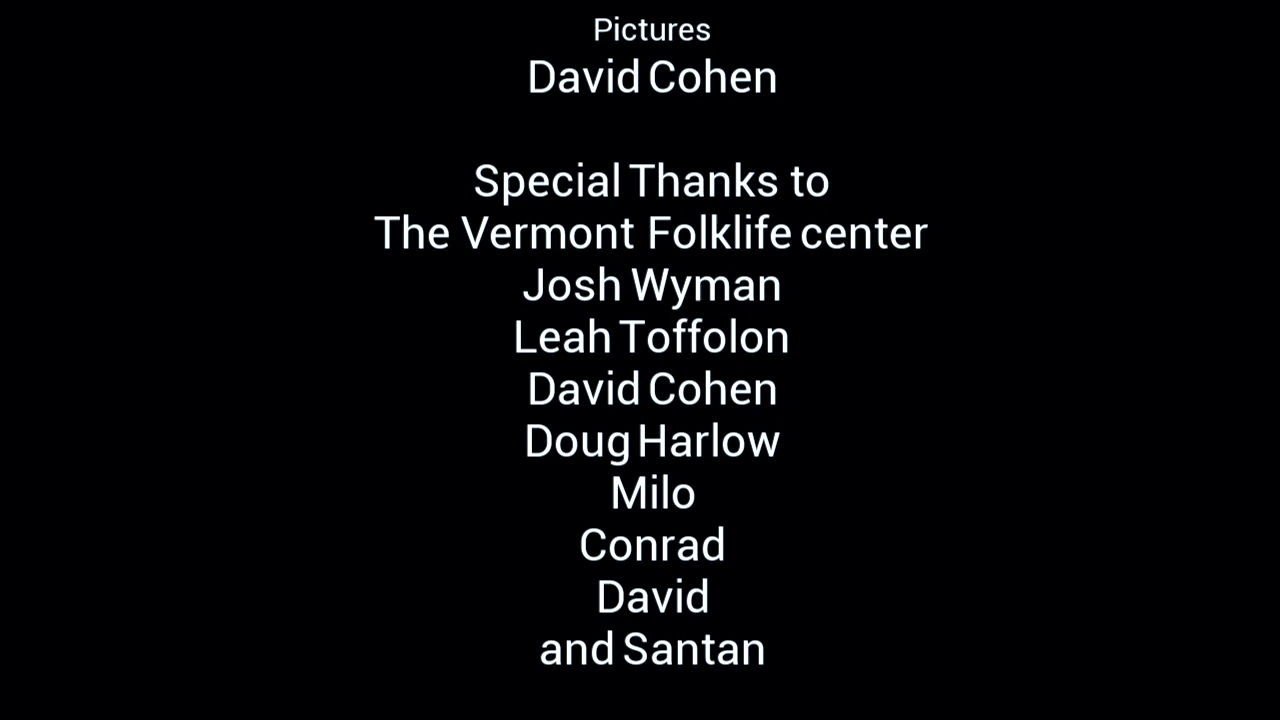 Pictures
David Cohen
Special Thanks to
The Vermont Folklife center
Josh Wyman
Leah Toffolon
David Cohen
Doug Harlow
Milo
Conrad
David
and Santan